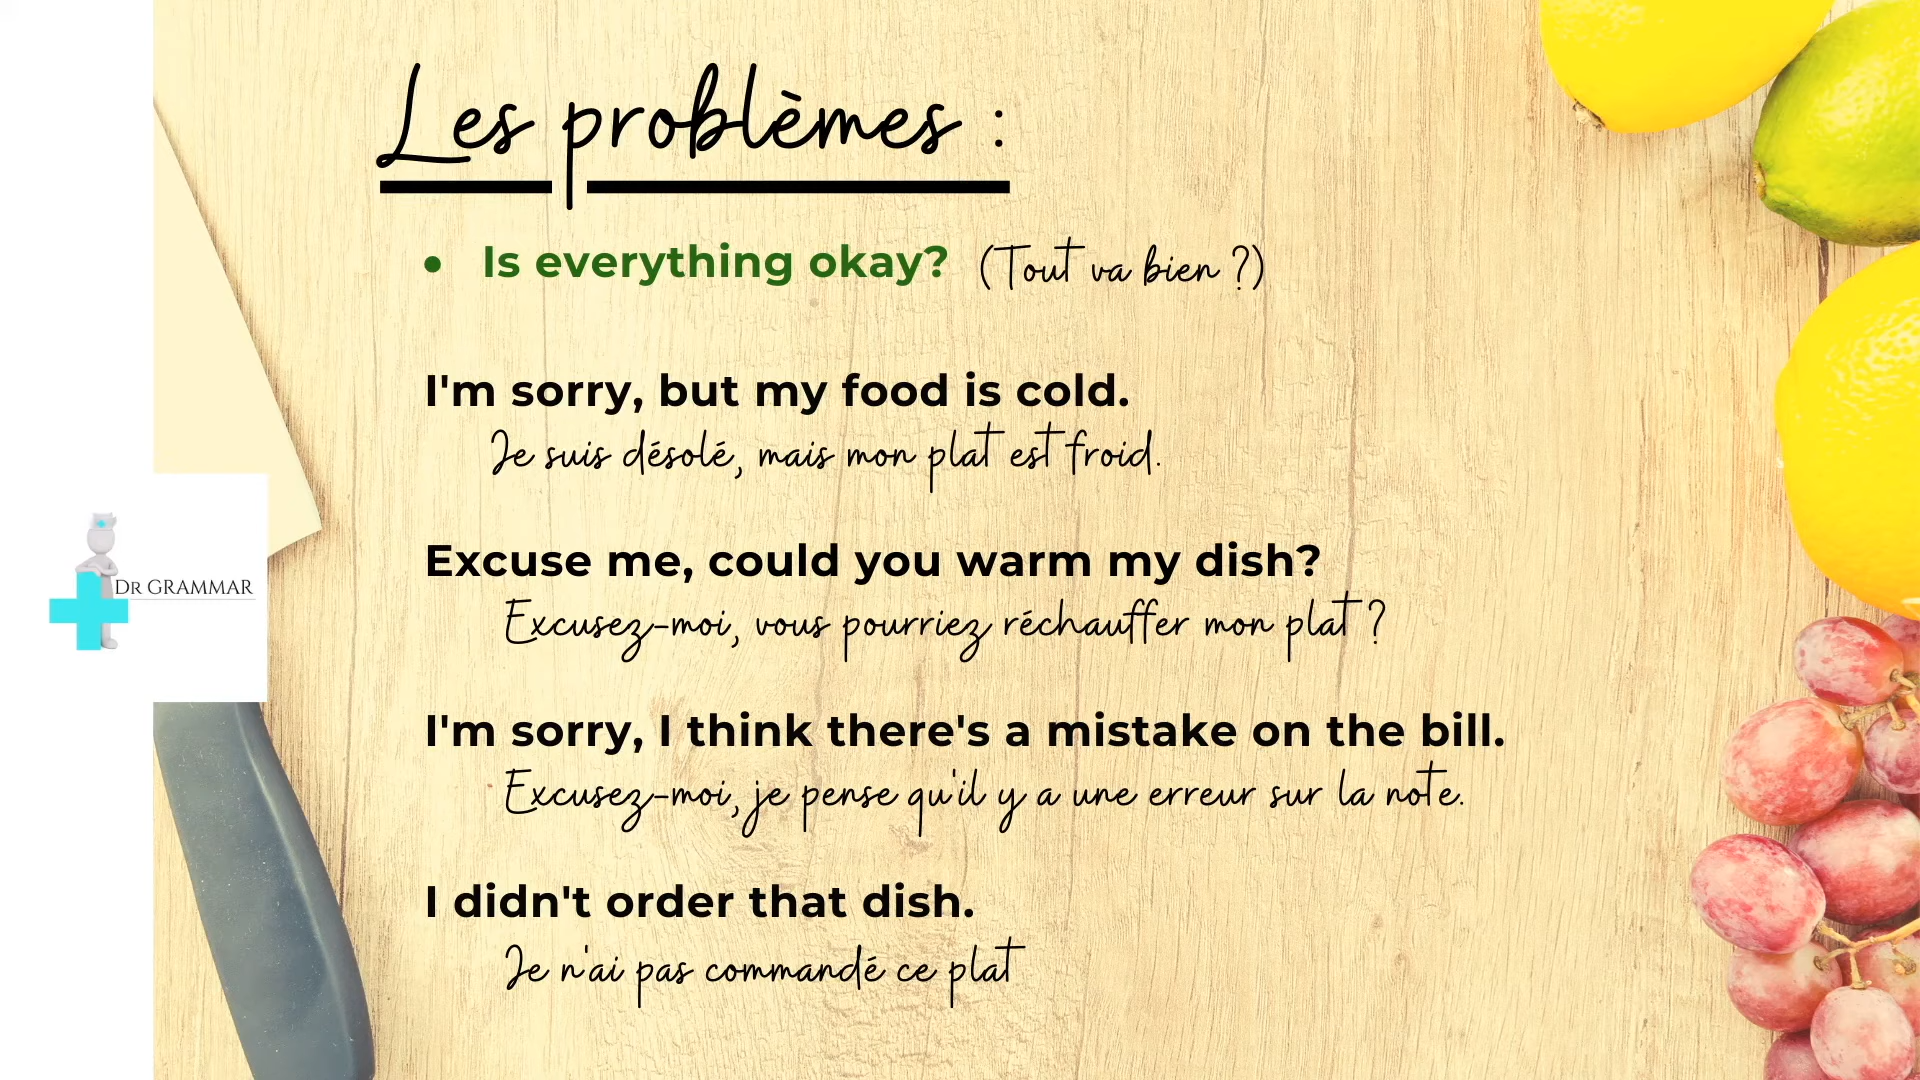 Les problèmes :
• Is everything okay? (Tout va bien ?)
I'm sorry, but my food is cold.
Je suis désolé, mais mon plat est froid.
Excuse me, could you warm my dish?
Excusez-moi, vous pourriez réchauffer mon plat ?
DR GRAMMAR
I'm sorry, I think there's a mistake on the bill.
Excusez-moi, je pense qu'il y a une erreur sur la note.
I didn't order that dish.
Je n'ai pas commandé ce plat